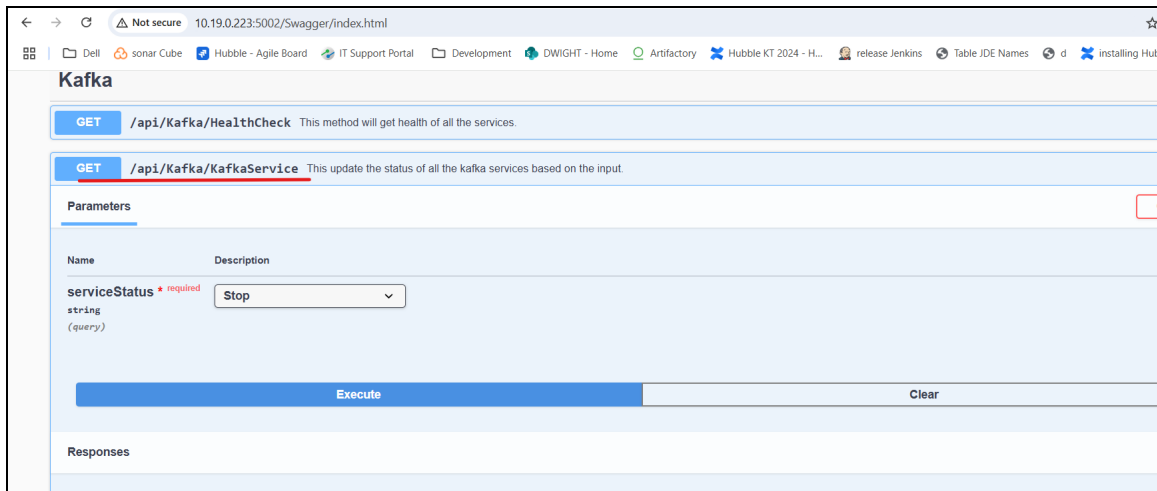 Not secure 10.19.0.223:5002/Swagger/index.html
Dell sonar Cube Hubble - Agile Board IT Support Portal Development DWIGHT - Home Artifactory Hubble KT 2024 - H... release Jenkins Table JDE Names d installing Hub
Kafka
GET /api/Kafka/HealthCheck This method will get health of all the services.
GET /api/Kafka/KafkaService This update the status of all the kafka services based on the input.
Parameters
Name Description
serviceStatus * required Stop
string
(query)
Execute Clear
Responses